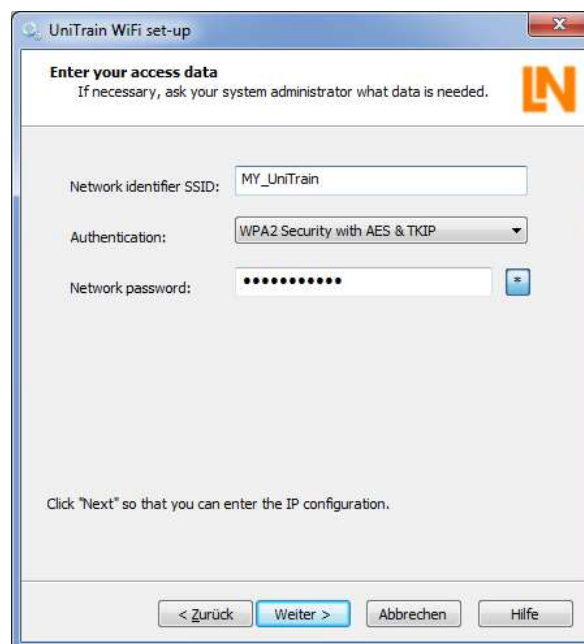 UniTrain WiFi set-up
Enter your access data
If necessary, ask your system administrator what data is needed.
LN
Network identifier SSID: MY_UniTrain
Authentication: WPA2 Security with AES & TKIP
Network password: ●●●●●●●●●●● *
Click "Next" so that you can enter the IP configuration.
< Zurück Weiter > Abbrechen Hilfe